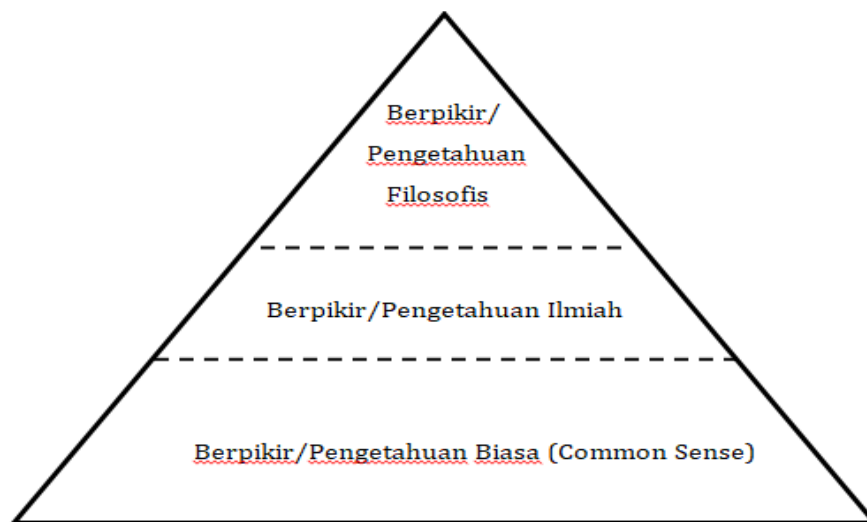 Berpikir/
Pengetahuan
Filosofis
Berpikir/Pengetahuan Ilmiah
Berpikir/Pengetahuan Biasa (Common Sense)